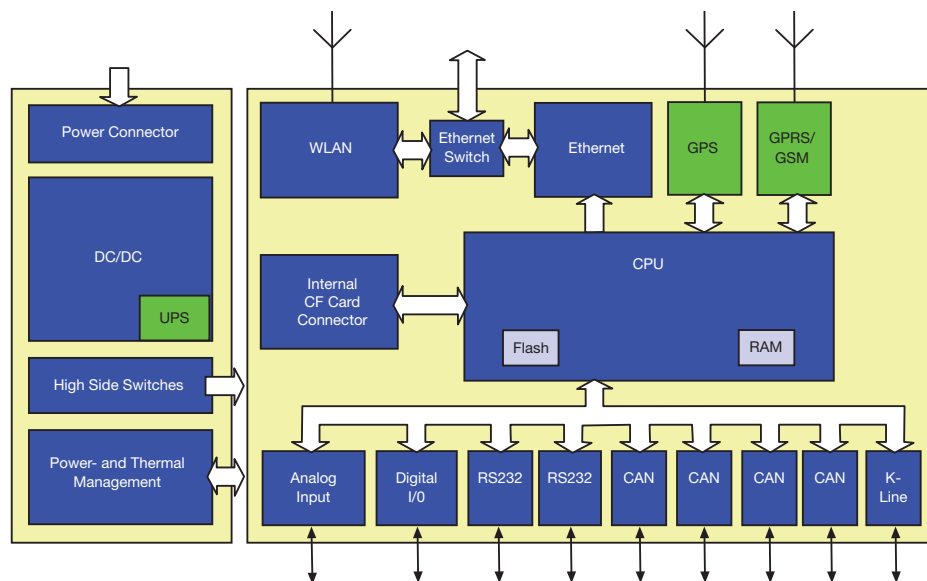 Power Connector
DC/DC
UPS
High Side Switches
Power- and Thermal
Management
WLAN
Ethernet
Switch
Ethernet
GPS
GPRS/
GSM
Internal
CF Card
Connector
CPU
Flash
RAM
Analog
Input
Digital
I/0
RS232
RS232
CAN
CAN
CAN
CAN
K-
Line